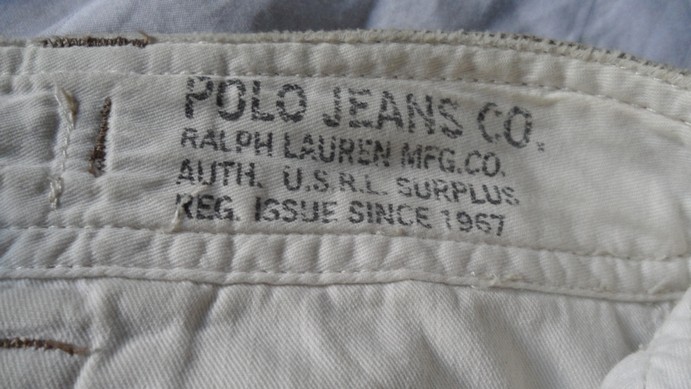 POLO JEANS CO.
RALPH LAUREN MFG.CO.
AUTH. U.S.R.L. SURPLUS
REG. ISSUE SINCE 1967